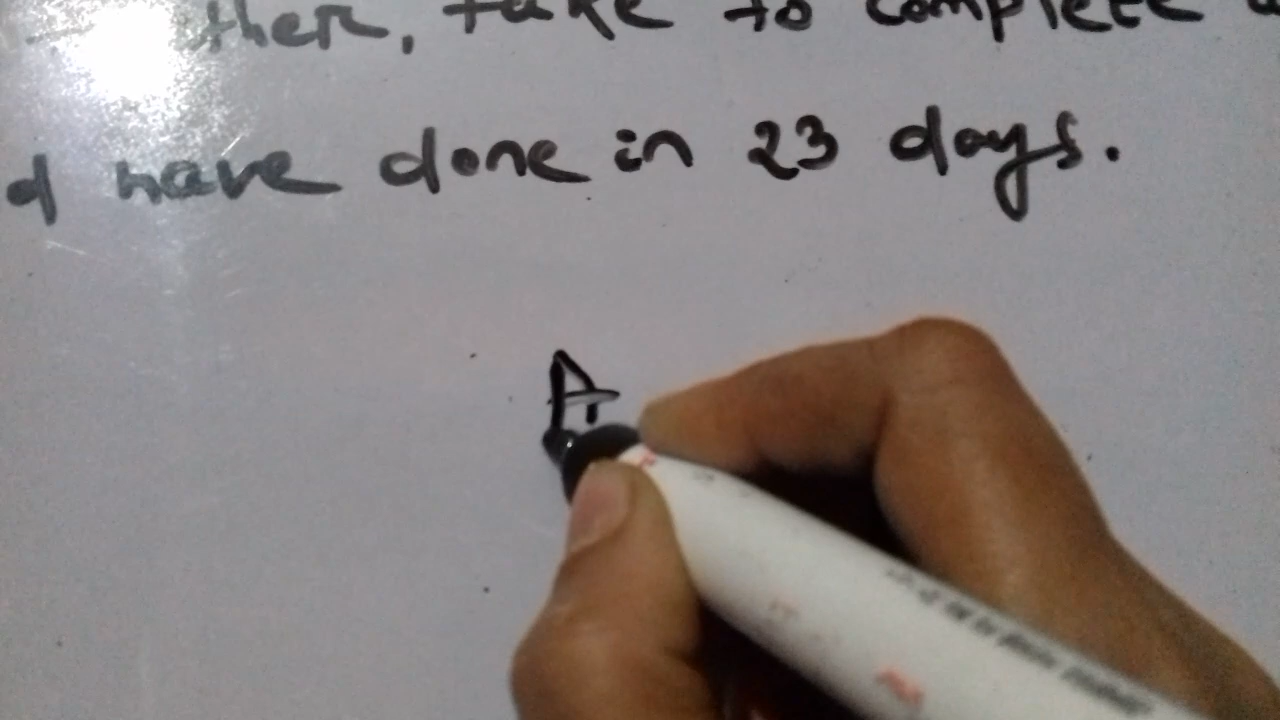 ther, take to complete
d have done in 23 days.
A